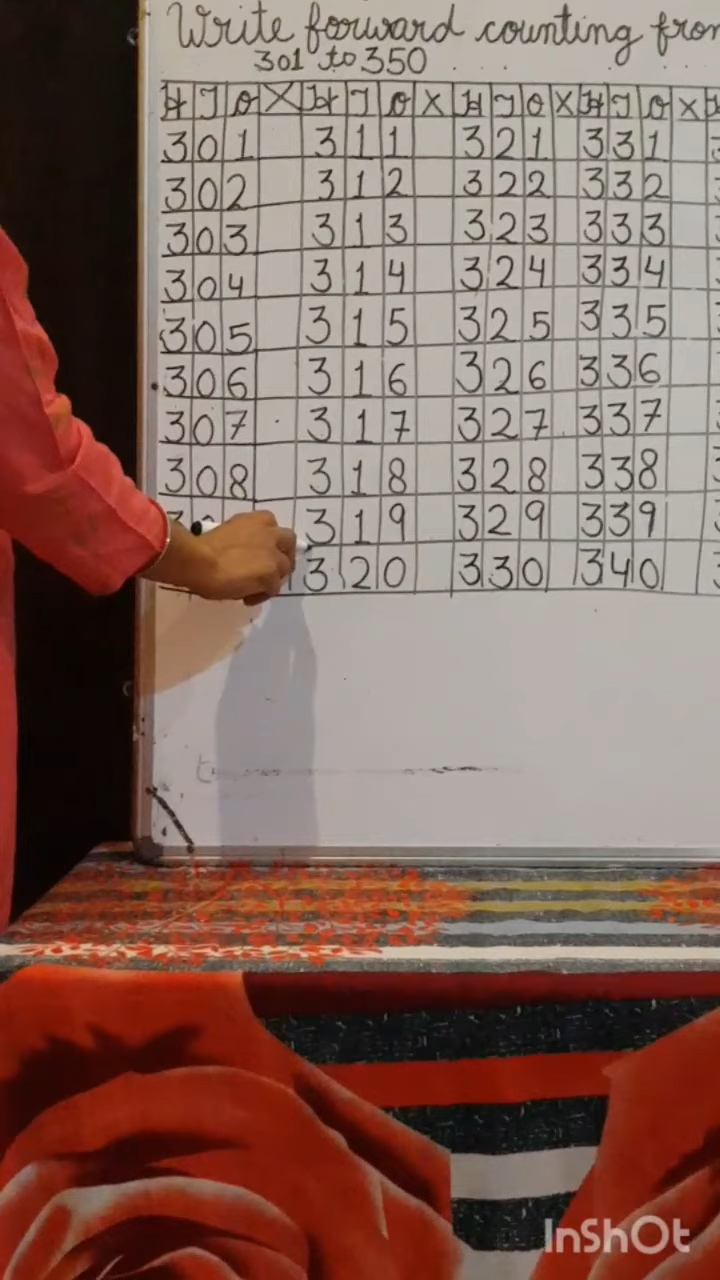 Write forward counting from
301 to 350
H T O X H T O X H T O X H T O X
301 311 321 331
302 312 322 332
303 313 323 333
304 314 324 334
305 315 325 335
306 316 326 336
307 317 327 337
308 318 328 338
319 329 339
320 330 340
InShOt